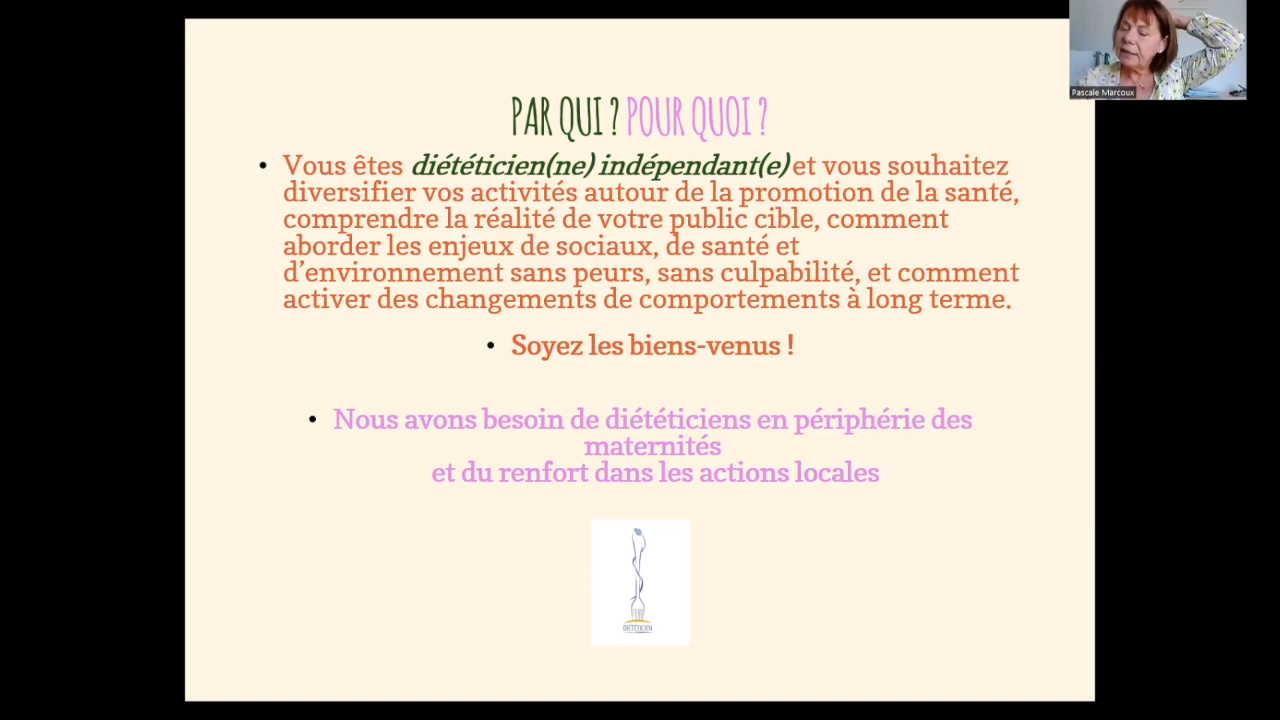 Pascale Marcoux
PAR QUI ? POUR QUOI ?
• Vous êtes diététicien(ne) indépendant(e) et vous souhaitez
diversifier vos activités autour de la promotion de la santé,
comprendre la réalité de votre public cible, comment
aborder les enjeux de sociaux, de santé et
d’environnement sans peurs, sans culpabilité, et comment
activer des changements de comportements à long terme.
• Soyez les biens-venus !
• Nous avons besoin de diététiciens en périphérie des
maternités
et du renfort dans les actions locales
DIÉTÉTICIEN